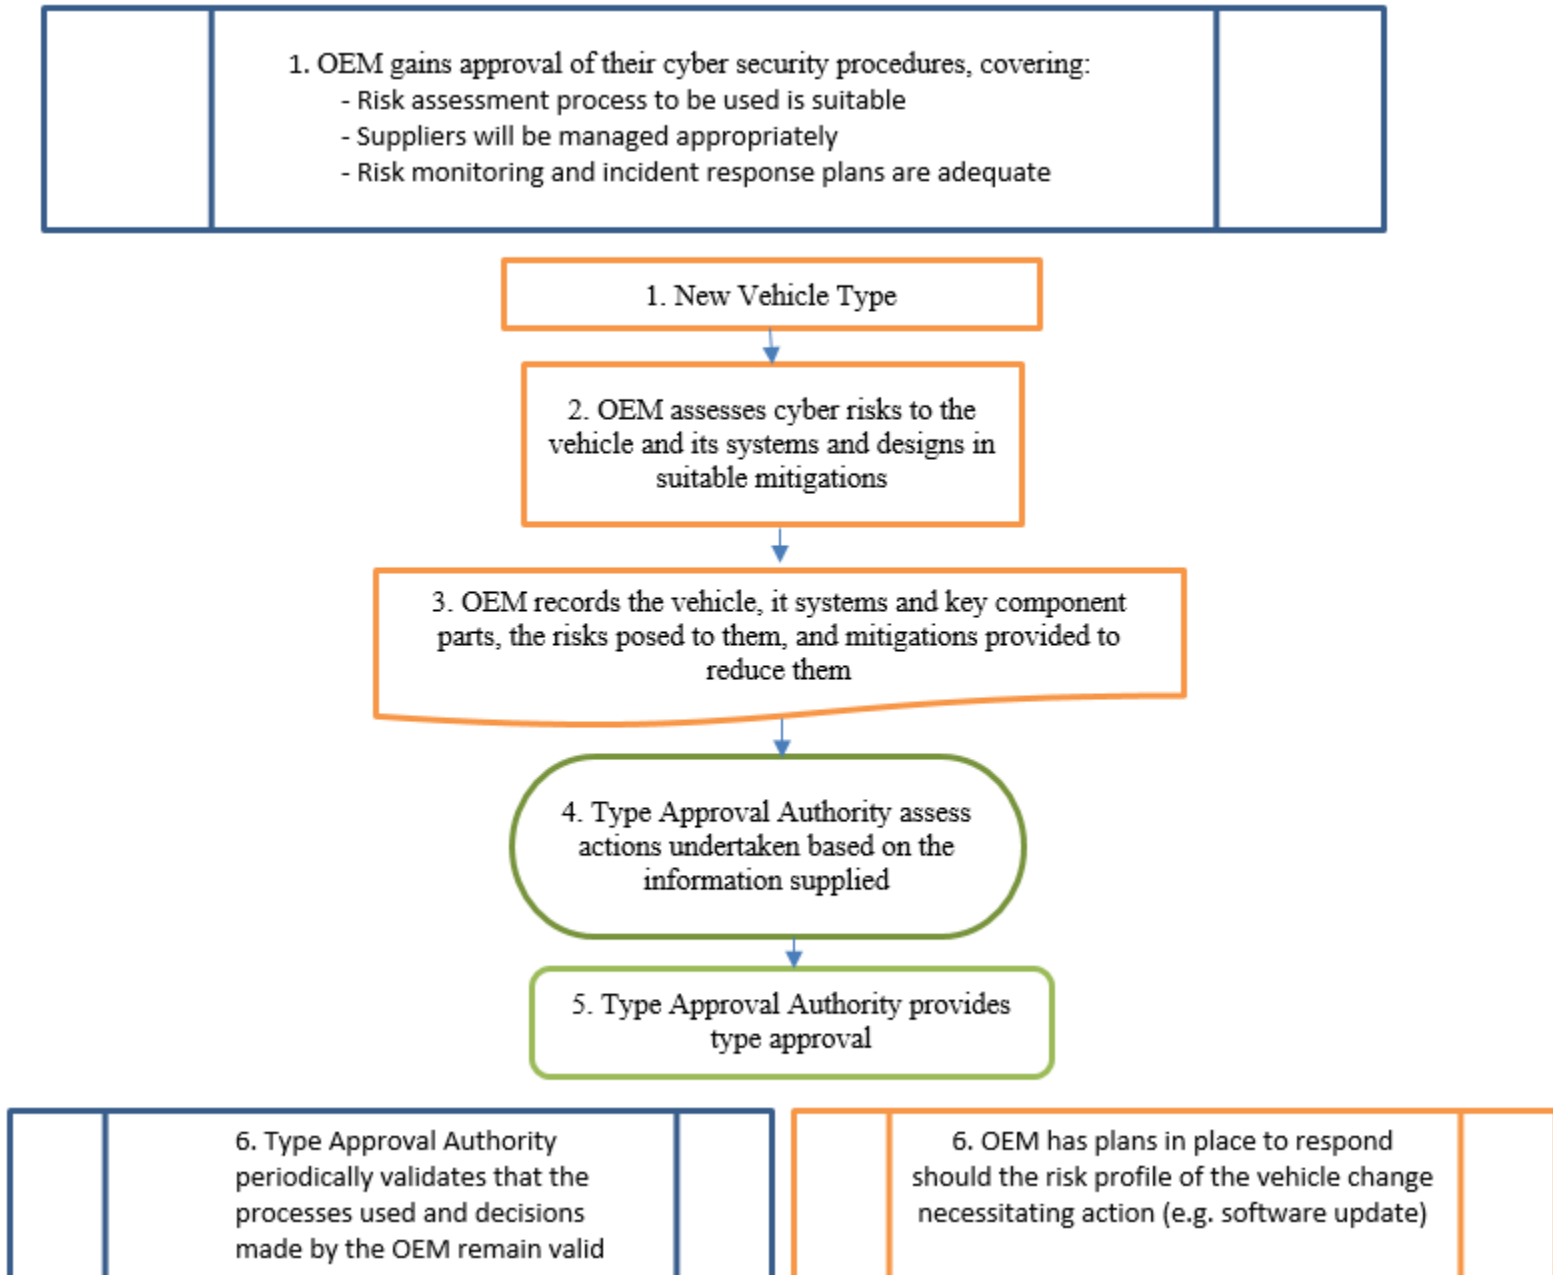 1. OEM gains approval of their cyber security procedures, covering:
- Risk assessment process to be used is suitable
- Suppliers will be managed appropriately
- Risk monitoring and incident response plans are adequate
1. New Vehicle Type
2. OEM assesses cyber risks to the
vehicle and its systems and designs in
suitable mitigations
3. OEM records the vehicle, it systems and key component
parts, the risks posed to them, and mitigations provided to
reduce them
4. Type Approval Authority assess
actions undertaken based on the
information supplied
5. Type Approval Authority provides
type approval
6. Type Approval Authority
periodically validates that the
processes used and decisions
made by the OEM remain valid
6. OEM has plans in place to respond
should the risk profile of the vehicle change
necessitating action (e.g. software update)